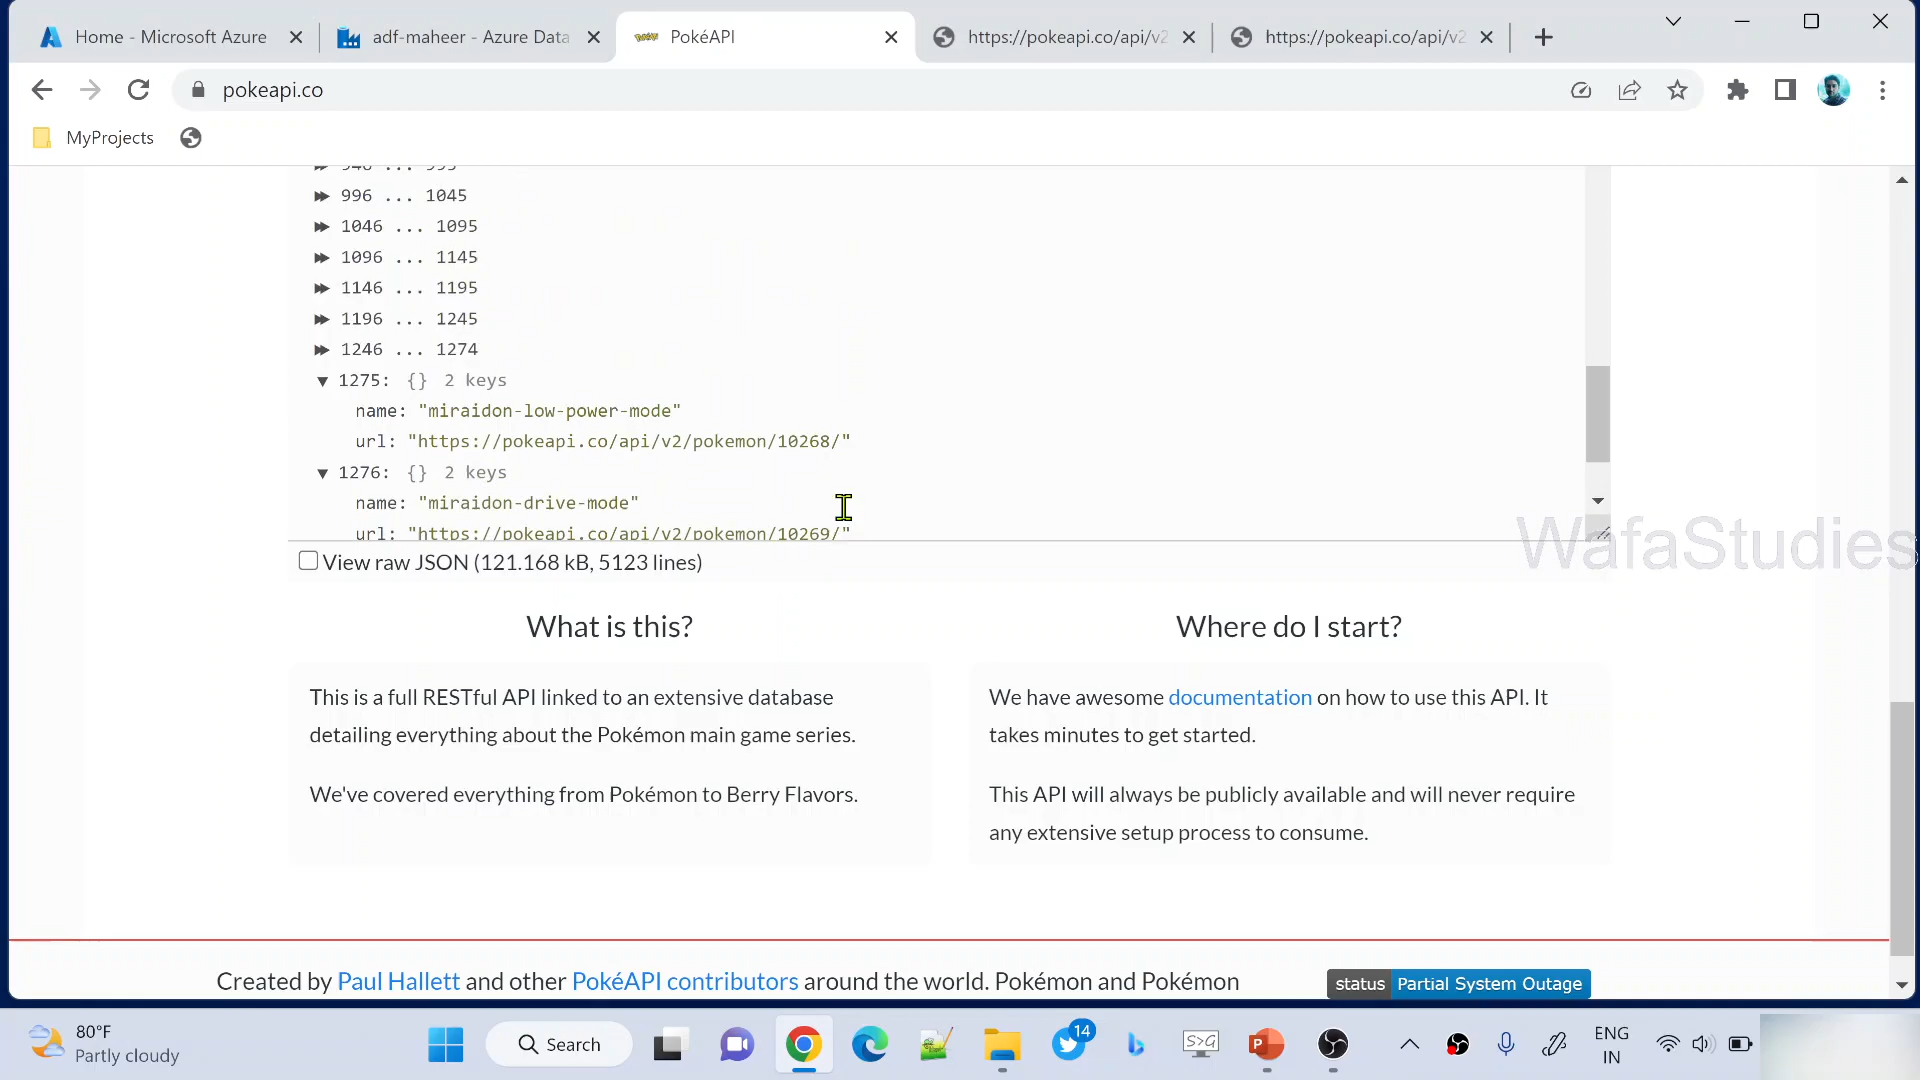 Home - Microsoft Azure
adf-maheer - Azure Data
PokéAPI
https://pokeapi.co/api/v2
https://pokeapi.co/api/v2
pokeapi.co
MyProjects
996 ... 1045
1046 ... 1095
1096 ... 1145
1146 ... 1195
1196 ... 1245
1246 ... 1274
1275: {} 2 keys
name: "miraidon-low-power-mode"
url: "https://pokeapi.co/api/v2/pokemon/10268/"
1276: {} 2 keys
name: "miraidon-drive-mode"
url: "https://pokeapi.co/api/v2/pokemon/10269/"
WafaStudies
View raw JSON (121.168 kB, 5123 lines)
What is this?
This is a full RESTful API linked to an extensive database
detailing everything about the Pokémon main game series.
We've covered everything from Pokémon to Berry Flavors.
Where do I start?
We have awesome documentation on how to use this API. It
takes minutes to get started.
This API will always be publicly available and will never require
any extensive setup process to consume.
Created by Paul Hallett and other PokéAPI contributors around the world. Pokémon and Pokémon
status Partial System Outage
80°F
Partly cloudy
Search
14
S>G
ENG
IN